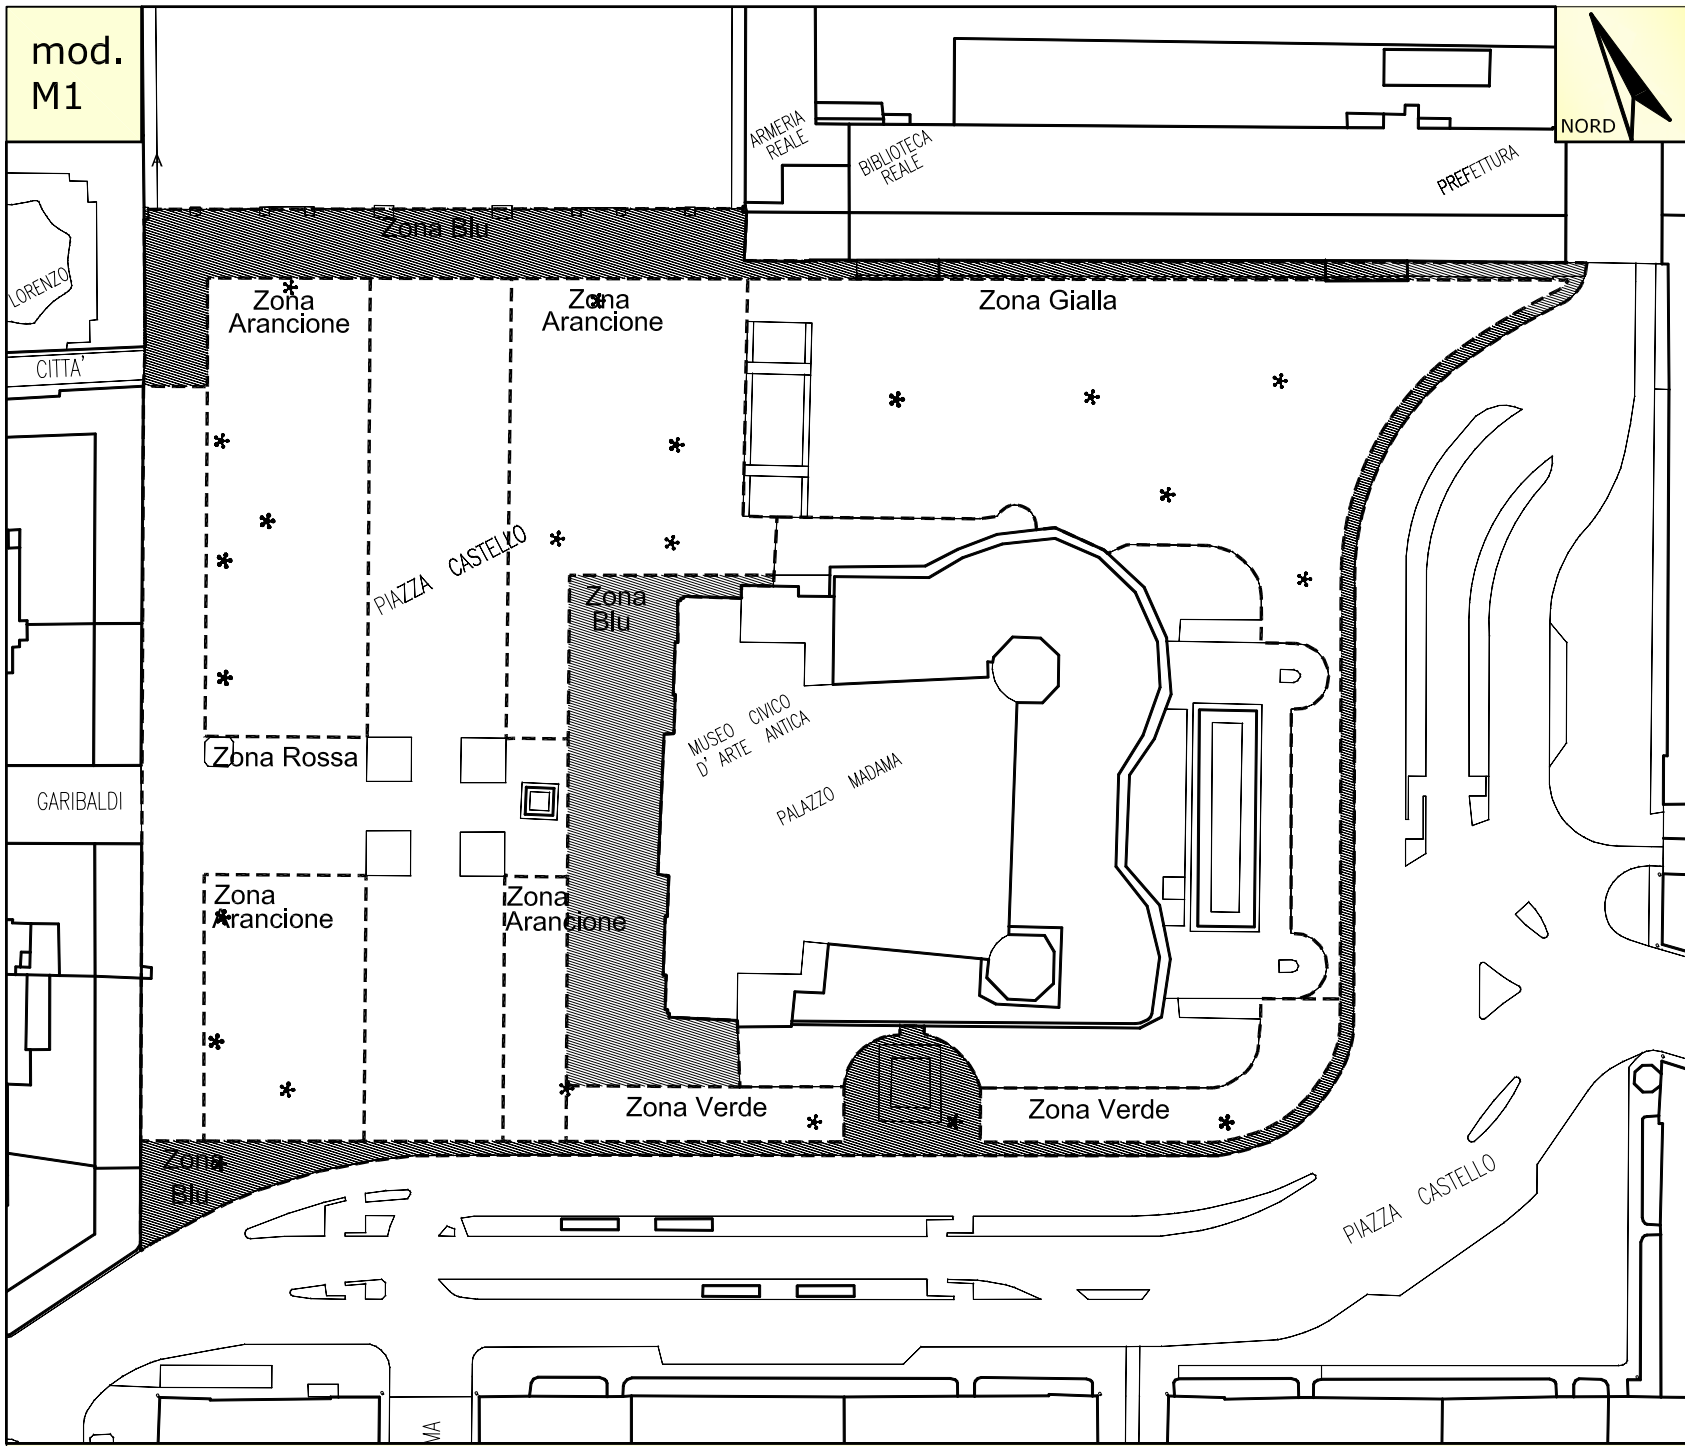 mod.
M1
NORD
ARMERIA
REALE
BIBLIOTECA
REALE
PREFETTURA
Zona Blu
LORENZO
Zona
Arancione
Zona
Arancione
Zona Gialla
CITTA'
PIAZZA CASTELLO
Zona
Blu
MUSEO CIVICO
D' ARTE ANTICA
PALAZZO MADAMA
Zona Rossa
GARIBALDI
Zona
Arancione
Zona
Arancione
Zona Verde
Zona Verde
Zona
Blu
PIAZZA CASTELLO
MA